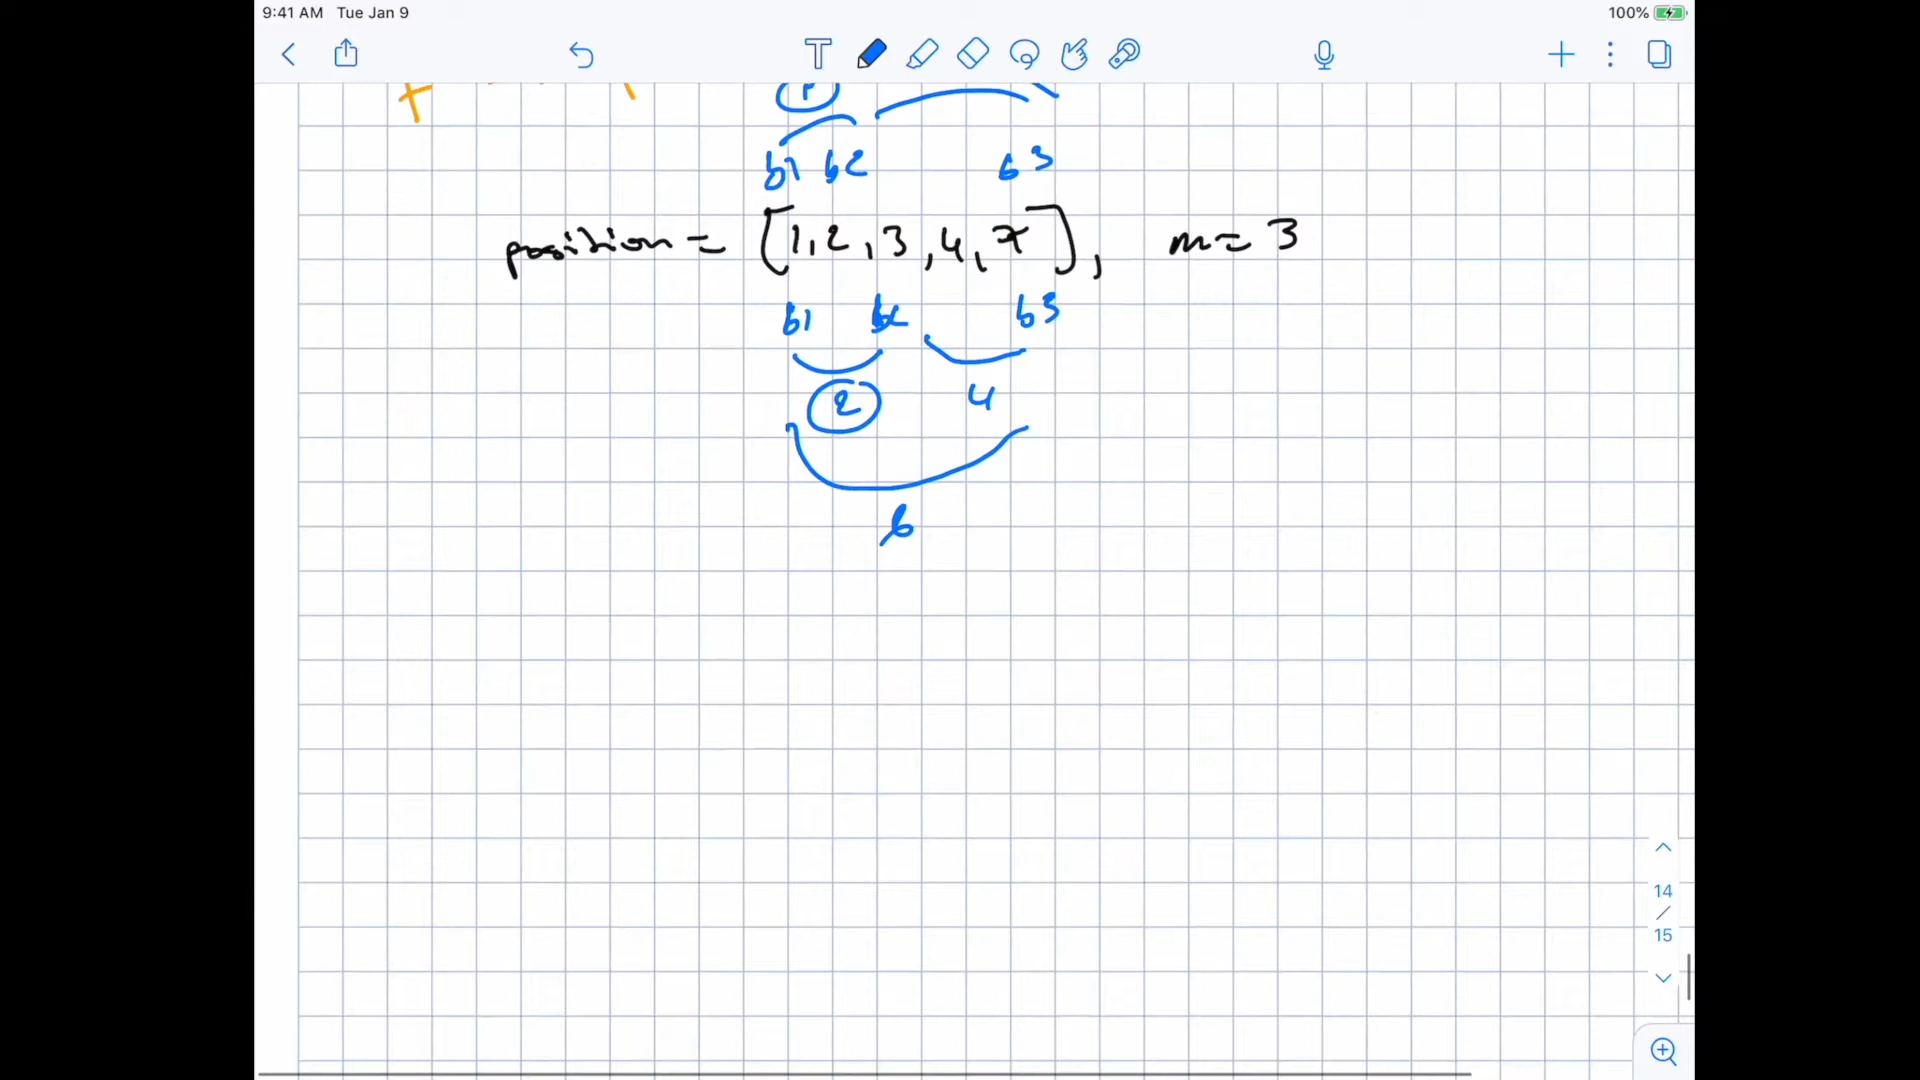 9:41 AM Tue Jan 9 100%
1
b1 b2 b3
position = [1, 2, 3, 4, 7], m = 3
b1 b2 b3
2 4
6
14
/
15